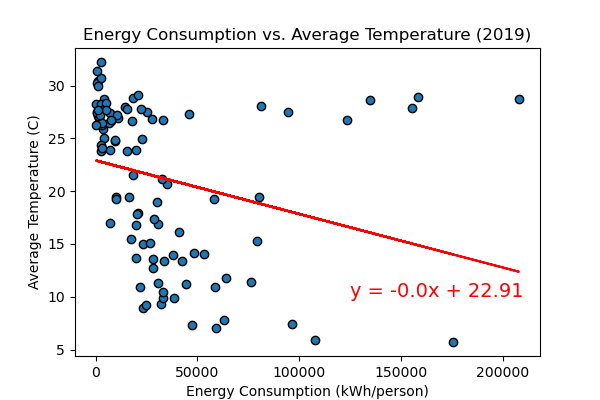 Energy Consumption vs. Average Temperature (2019)
30
25
20
15
10
5
Average Temperature (C)
y = -0.0x + 22.91
0
50000
100000
150000
200000
Energy Consumption (kWh/person)